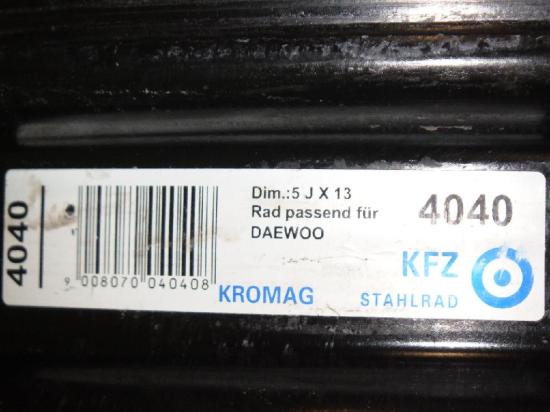 4040
9 008070 040408
Dim.:5 J X 13
Rad passend für
DAEWOO
KROMAG
4040
KFZ
STAHLRAD